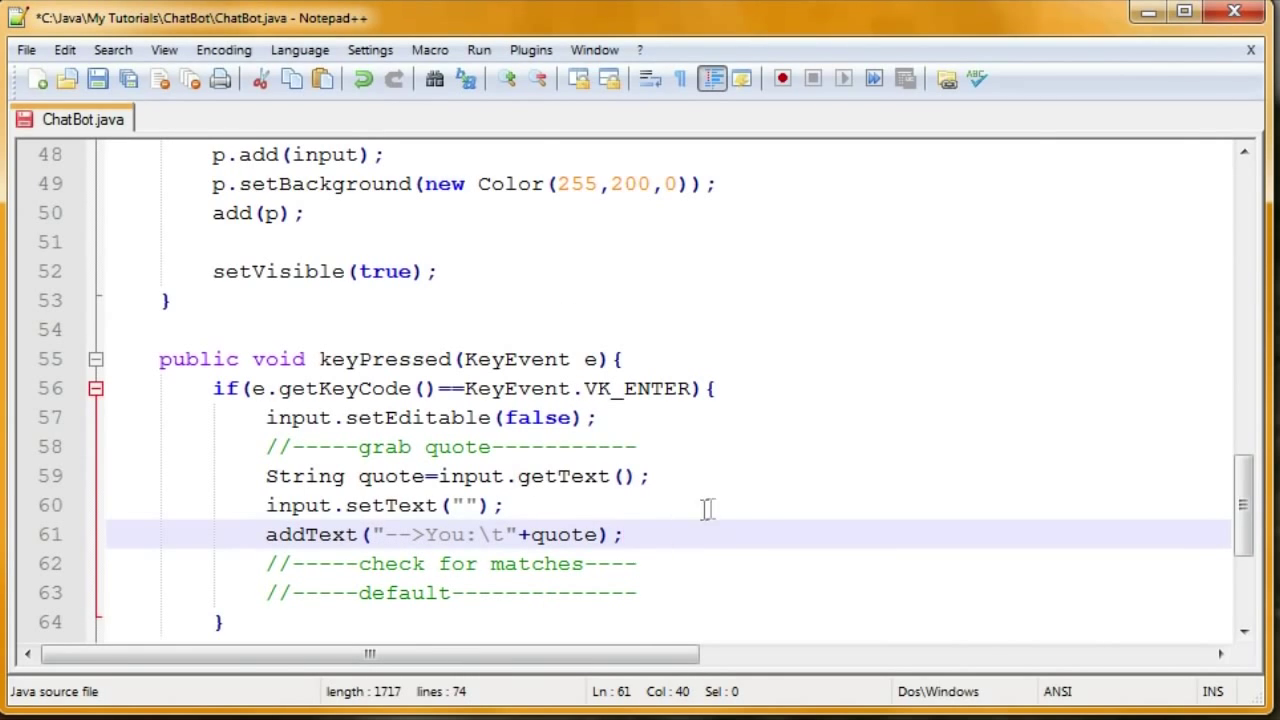 *C:\Java\My Tutorials\ChatBot\ChatBot.java - Notepad++
File Edit Search View Encoding Language Settings Macro Run Plugins Window ? X
ABC
ChatBot.java
48 p.add(input);
49 p.setBackground(new Color(255,200,0));
50 add(p);
51
52 setVisible(true);
53 }
54
55 public void keyPressed(KeyEvent e){
56 if(e.getKeyCode()==KeyEvent.VK_ENTER){
57 input.setEditable(false);
58 //-----grab quote-----------
59 String quote=input.getText();
60 input.setText("");
61 addText("-->You:\t"+quote);
62 //-----check for matches----
63 //-----default--------------
64 }
Java source file length : 1717 lines : 74 Ln : 61 Col : 40 Sel : 0 Dos\Windows ANSI INS